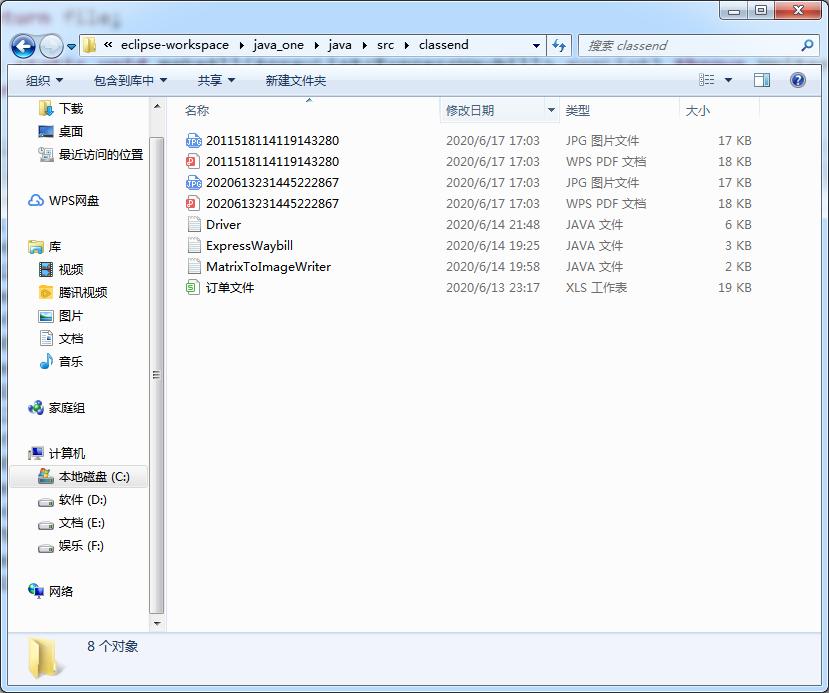 turn file;
« eclipse-workspace java_one java src classend
搜索 classend
组织 包含到库中 共享 新建文件夹
名称 修改日期 类型 大小
下载
桌面
最近访问的位置
WPS网盘
库
视频
腾讯视频
图片
文档
音乐
家庭组
计算机
本地磁盘 (C:)
软件 (D:)
文档 (E:)
娱乐 (F:)
网络
2011518114119143280 2020/6/17 17:03 JPG 图片文件 17 KB
2011518114119143280 2020/6/17 17:03 WPS PDF 文档 18 KB
2020613231445222867 2020/6/17 17:03 JPG 图片文件 17 KB
2020613231445222867 2020/6/17 17:03 WPS PDF 文档 18 KB
Driver 2020/6/14 21:48 JAVA 文件 6 KB
ExpressWaybill 2020/6/14 19:25 JAVA 文件 3 KB
MatrixToImageWriter 2020/6/14 19:58 JAVA 文件 2 KB
订单文件 2020/6/13 23:17 XLS 工作表 19 KB
8 个对象